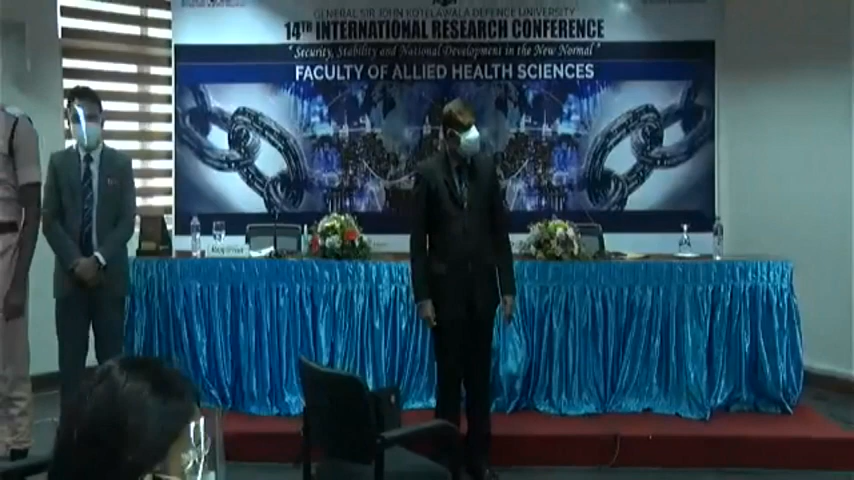 GENERAL SIR JOHN KOTELAWALA DEFENCE UNIVERSITY
14TH INTERNATIONAL RESEARCH CONFERENCE
"Security, Stability and National Development in the New Normal"
FACULTY OF ALLIED HEALTH SCIENCES